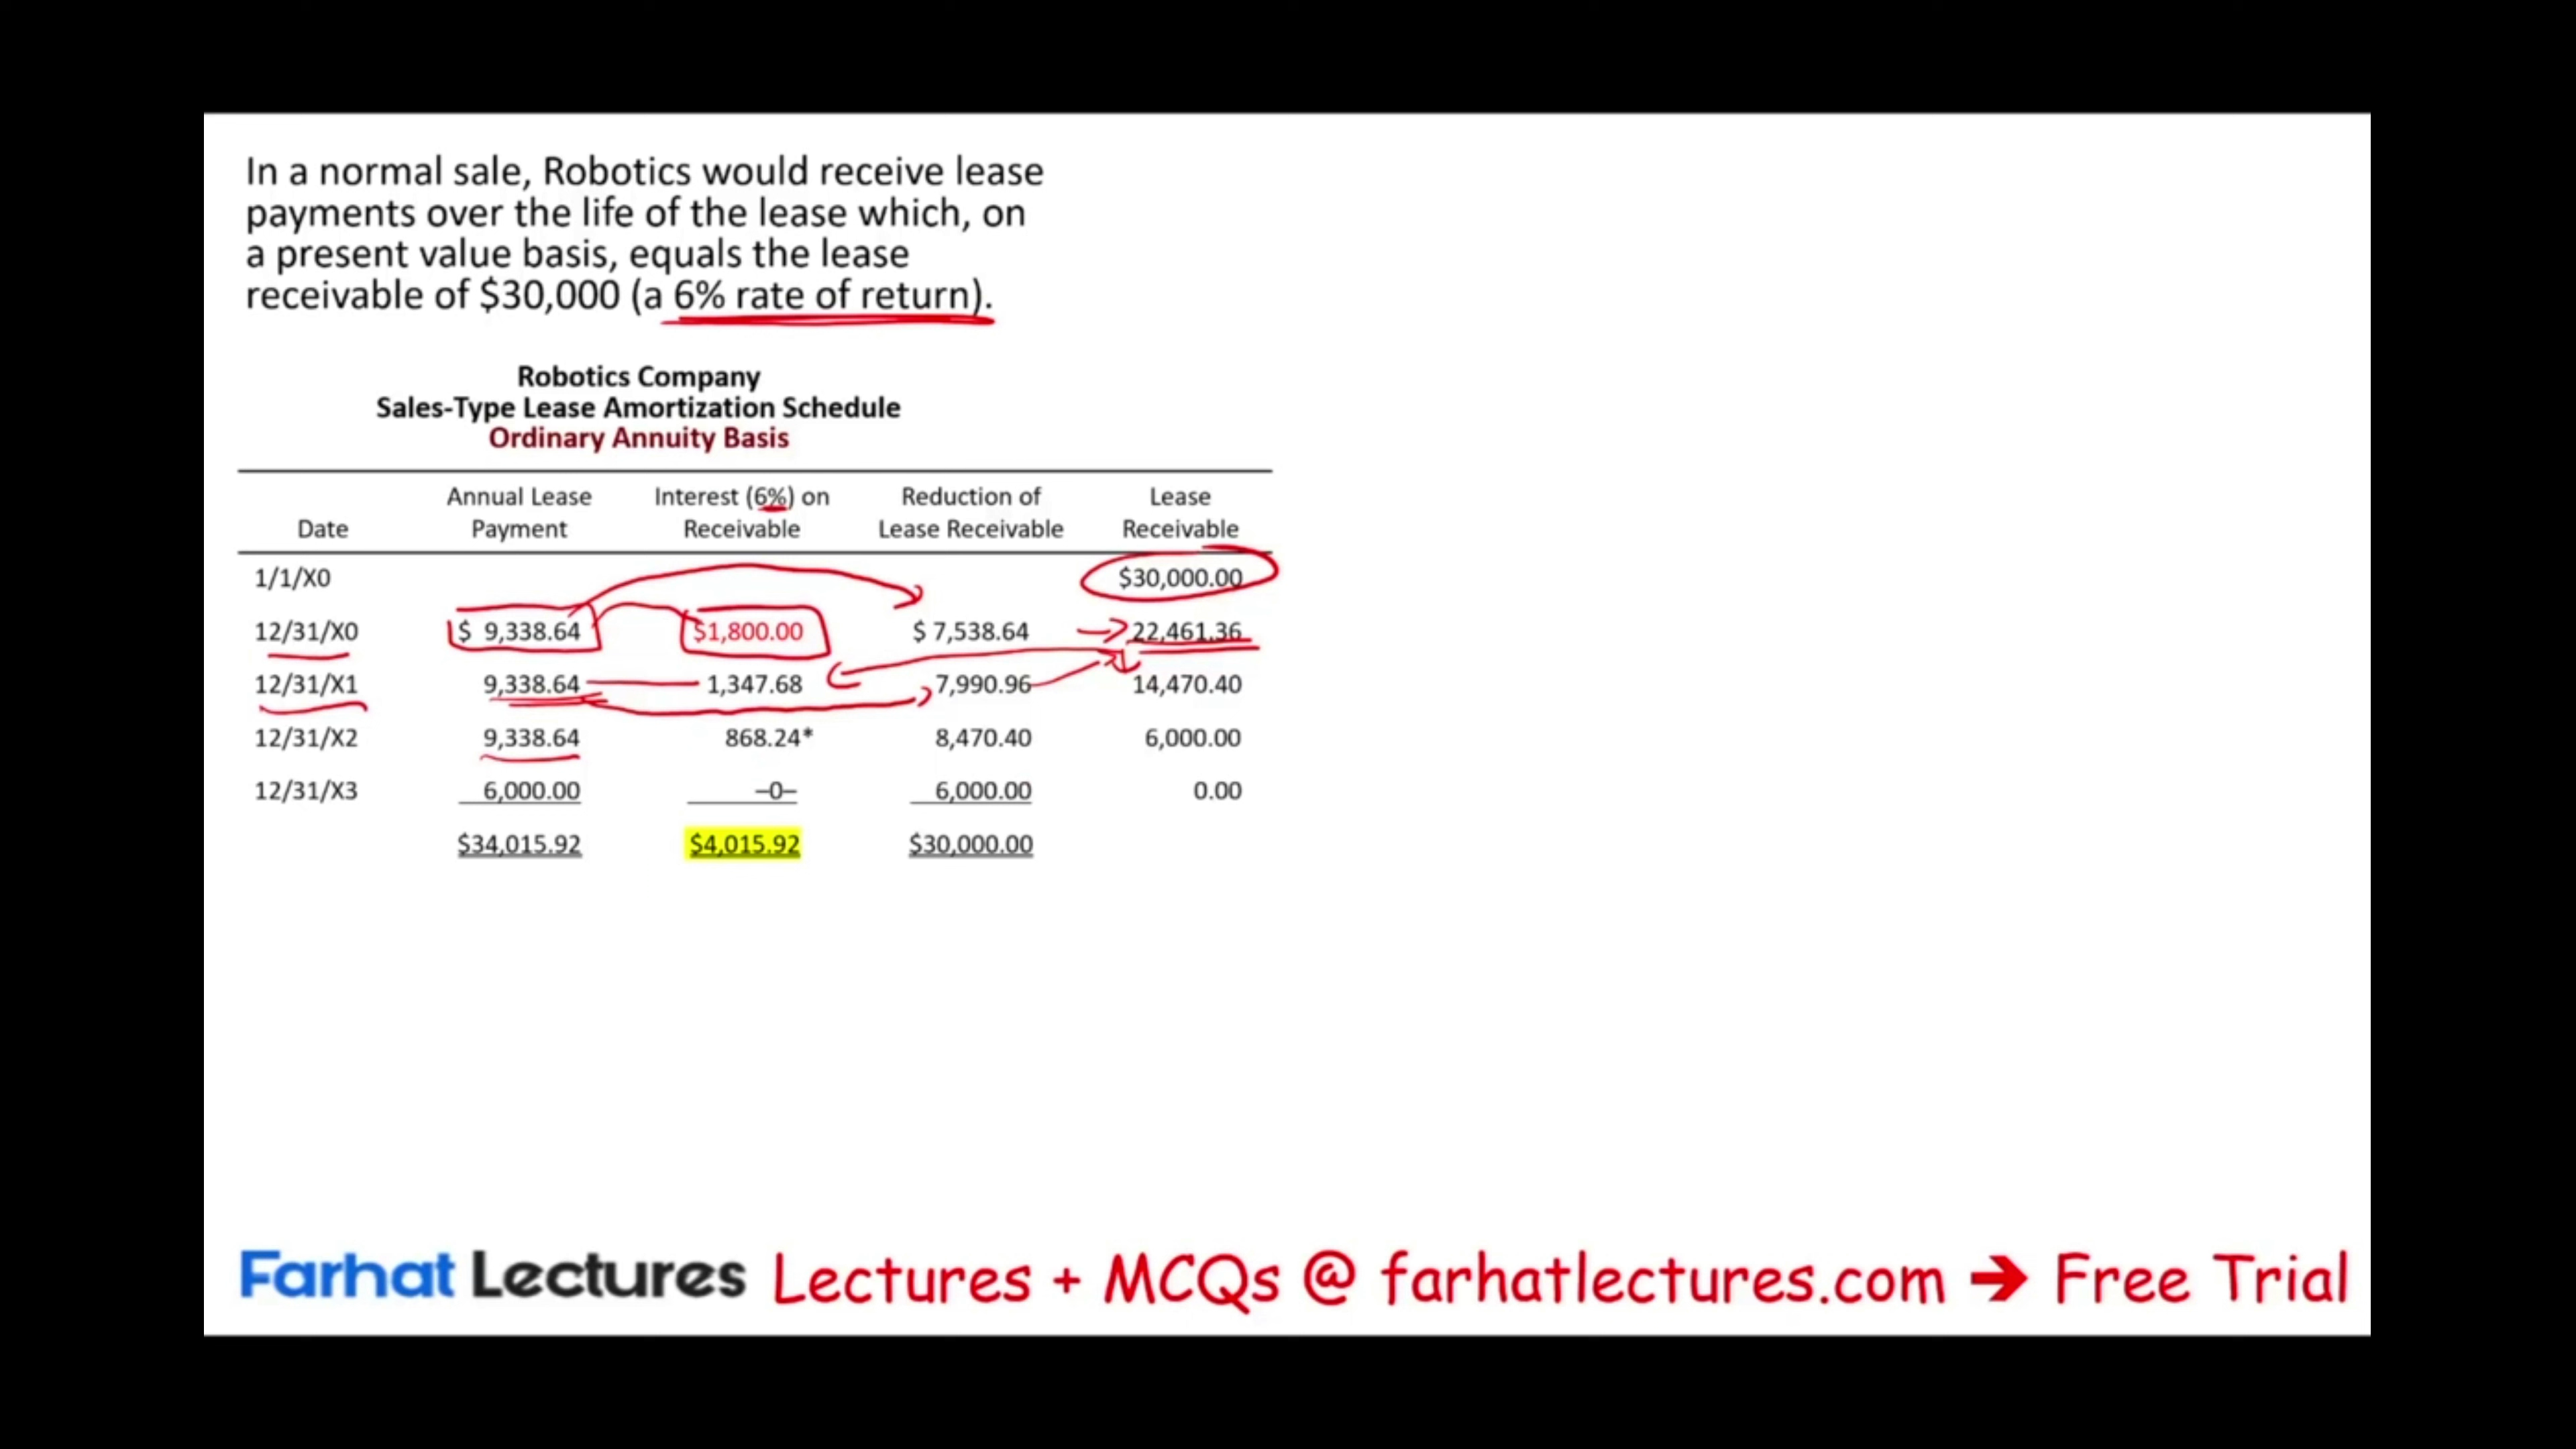 In a normal sale, Robotics would receive lease
payments over the life of the lease which, on
a present value basis, equals the lease
receivable of $30,000 (a 6% rate of return).
Robotics Company
Sales-Type Lease Amortization Schedule
Ordinary Annuity Basis
Date Annual Lease Payment Interest (6%) on Receivable Reduction of Lease Receivable Lease Receivable
1/1/X0 $30,000.00
12/31/X0 $ 9,338.64 $1,800.00 $ 7,538.64 22,461.36
12/31/X1 9,338.64 1,347.68 7,990.96 14,470.40
12/31/X2 9,338.64 868.24* 8,470.40 6,000.00
12/31/X3 6,000.00 –0– 6,000.00 0.00
$34,015.92 $4,015.92 $30,000.00
Farhat Lectures Lectures + MCQs @ farhatlectures.com ➔ Free Trial